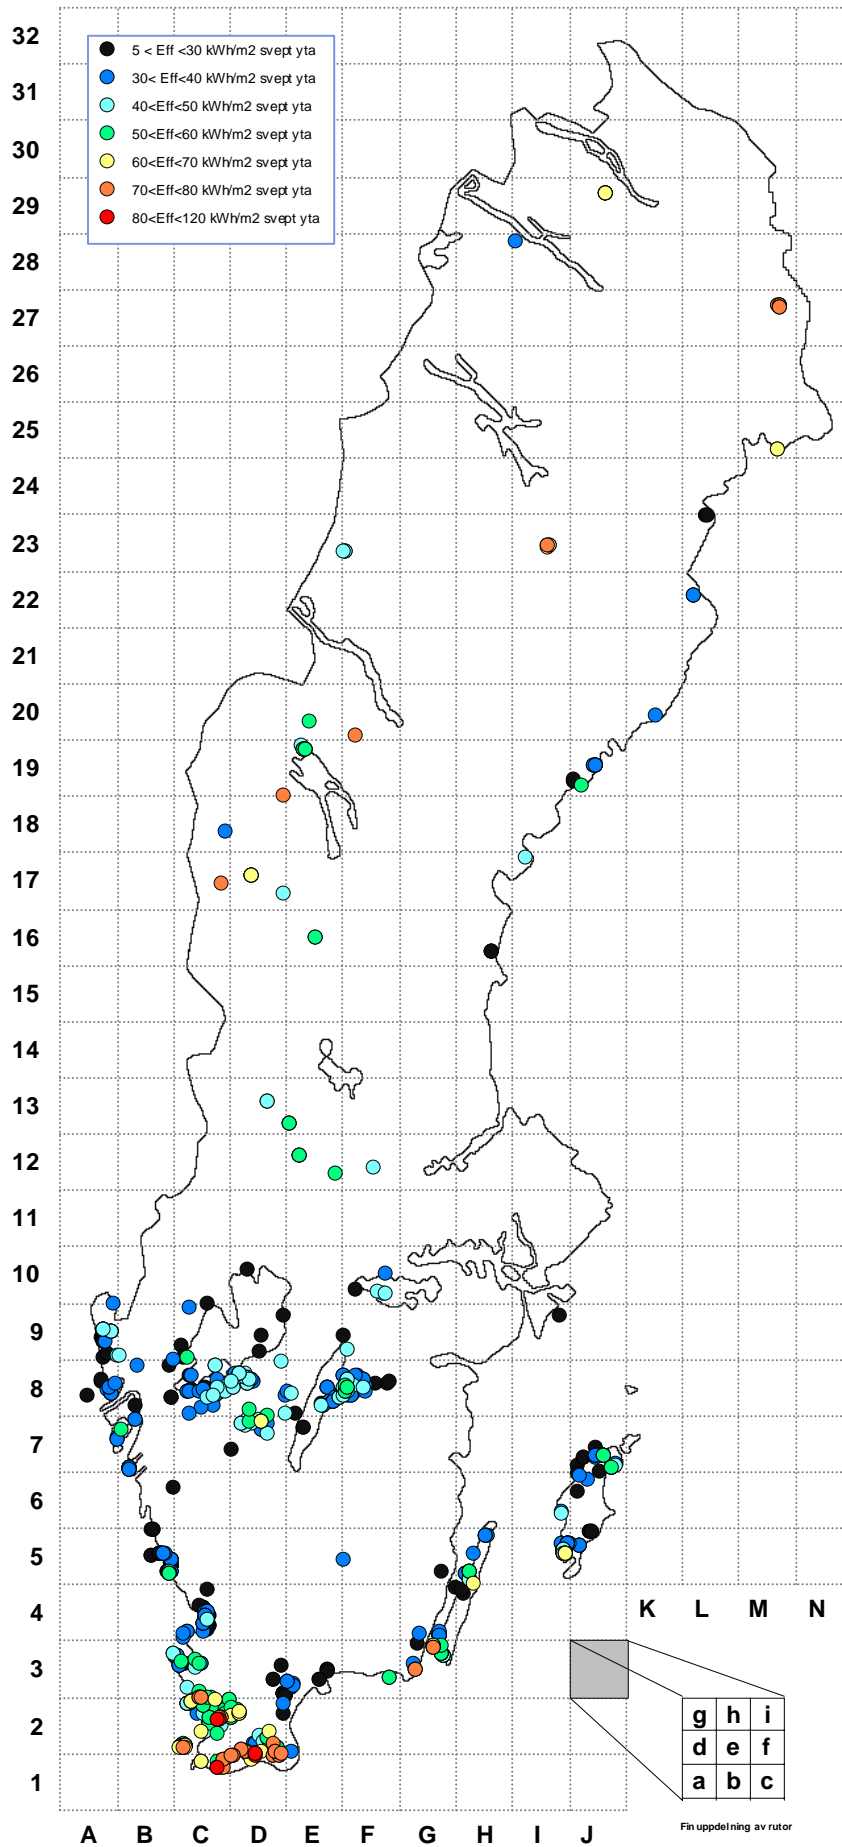 32
31
30
29
28
27
26
25
24
23
22
21
20
19
18
17
16
15
14
13
12
11
10
9
8
7
6
5
4
3
2
1
5 < Eff <30 kWh/m2 svept yta
30< Eff<40 kWh/m2 svept yta
40<Eff<50 kWh/m2 svept yta
50<Eff<60 kWh/m2 svept yta
60<Eff<70 kWh/m2 svept yta
70<Eff<80 kWh/m2 svept yta
80<Eff<120 kWh/m2 svept yta
K L M N
g h i
d e f
a b c
Fin uppdelning av rutor
A B C D E F G H I J